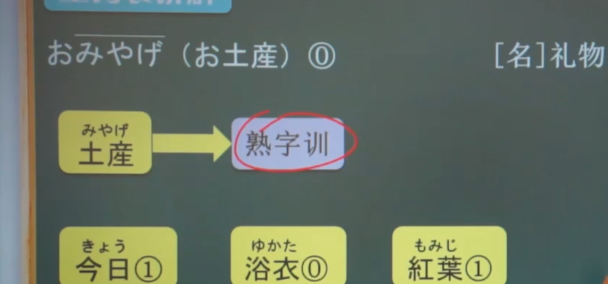 おみやげ（お土産）⓪ [名]礼物
みやげ
土産
熟字训
きょう
今日①
ゆかた
浴衣⓪
もみじ
紅葉①